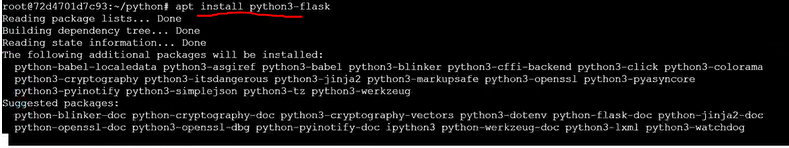 root@72d4701d7c93:~/python# apt install python3-flask
Reading package lists... Done
Building dependency tree... Done
Reading state information... Done
The following additional packages will be installed:
  python-babel-localedata python3-asgiref python3-babel python3-blinker python3-cffi-backend python3-click python3-colorama
  python3-cryptography python3-itsdangerous python3-jinja2 python3-markupsafe python3-openssl python3-pyasyncore
  python3-pyinotify python3-simplejson python3-tz python3-werkzeug
Suggested packages:
  python-blinker-doc python-cryptography-doc python3-cryptography-vectors python3-dotenv python-flask-doc python-jinja2-doc
  python-openssl-doc python3-openssl-dbg python-pyinotify-doc ipython3 python-werkzeug-doc python3-lxml python3-watchdog